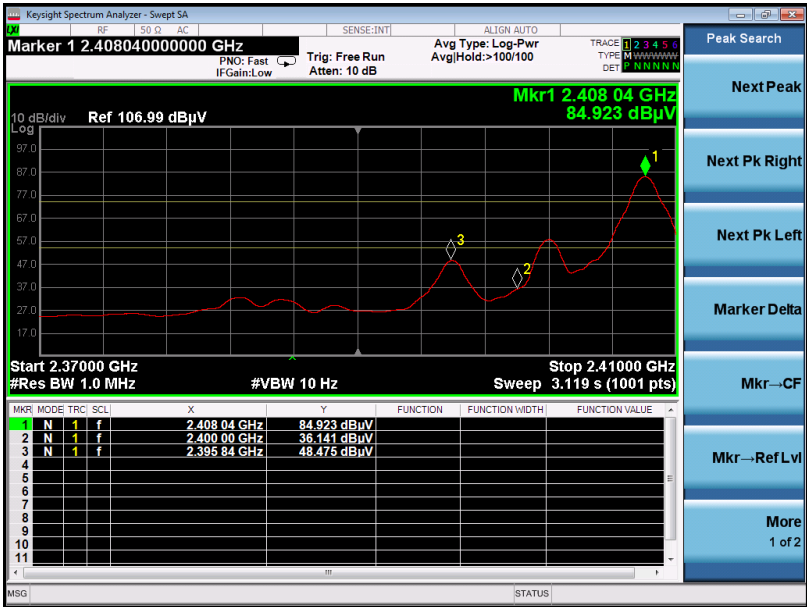 Keysight Spectrum Analyzer - Swept SA
LXI RF 50 Ω AC SENSE:INT ALIGN AUTO
Marker 1 2.408040000000 GHz
PNO: Fast
IFGain:Low
Trig: Free Run
Atten: 10 dB
Avg Type: Log-Pwr
Avg|Hold:>100/100
TRACE 1 2 3 4 5 6
TYPE M WWWWW
DET P N N N N N
Peak Search
Mkr1 2.408 04 GHz
84.923 dBµV
10 dB/div Ref 106.99 dBµV
Log
97.0
87.0
77.0
67.0
57.0
47.0
37.0
27.0
17.0
1
3
2
Start 2.37000 GHz Stop 2.41000 GHz
#Res BW 1.0 MHz #VBW 10 Hz Sweep 3.119 s (1001 pts)
MKR MODE TRC SCL X Y FUNCTION FUNCTION WIDTH FUNCTION VALUE
1 N 1 f 2.408 04 GHz 84.923 dBµV
2 N 1 f 2.400 00 GHz 36.141 dBµV
3 N 1 f 2.395 84 GHz 48.475 dBµV
4
5
6
7
8
9
10
11
MSG STATUS
Next Peak
Next Pk Right
Next Pk Left
Marker Delta
Mkr→CF
Mkr→Ref Lvl
More
1 of 2